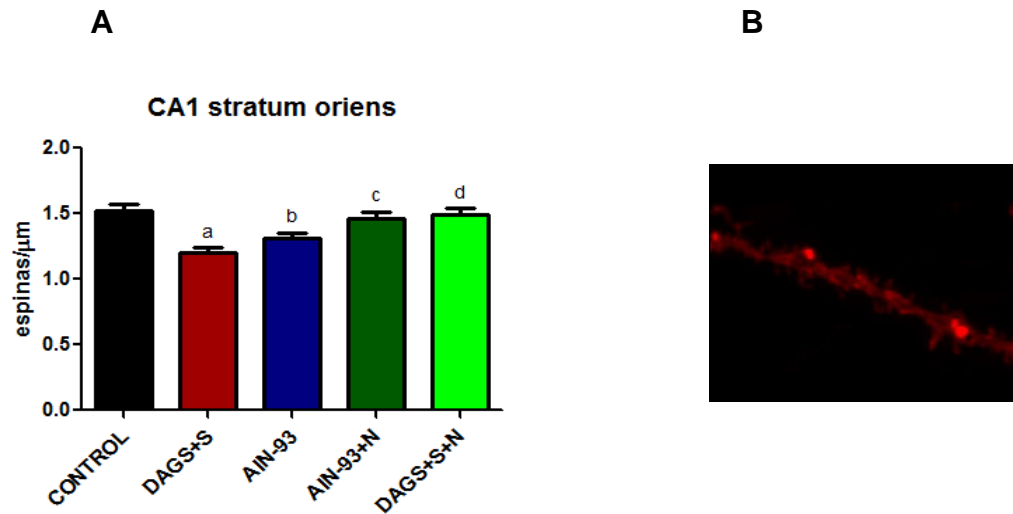 A
B
CA1 stratum oriens
espinas/μm
2.0
1.5
1.0
0.5
0.0
a
b
c
d
CONTROL
DAGS+S
AIN-93
AIN-93+N
DAGS+S+N